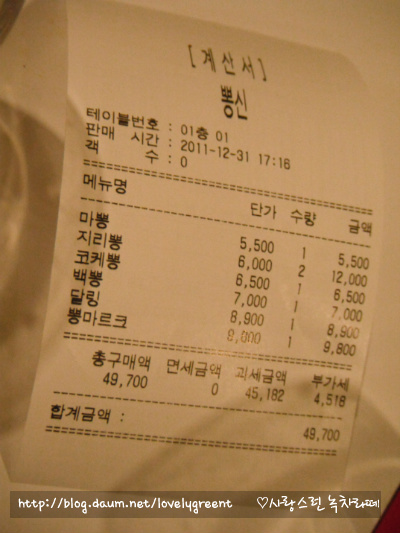 [계산서]
뽕신
테이블번호 : 01층 01
판매 시간 : 2011-12-31 17:16
객 수 : 0
메뉴명 단가 수량 금액
마뽕 5,500 1 5,500
지리뽕 6,000 2 12,000
코케뽕 6,500 1 6,500
백뽕 7,000 1 7,000
달링 8,900 1 8,900
뽕마르크 1 9,800
총구매액 면세금액 과세금액 부가세
49,700 0 45,182 4,518
합계금액 :
49,700
http://blog.daum.net/lovelygreent ♡사랑스런 녹차라떼